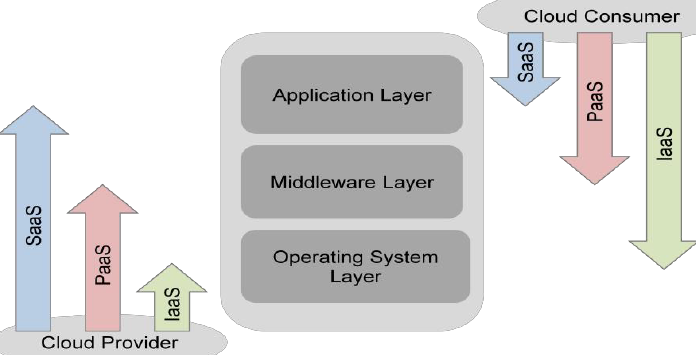 Cloud Consumer
SaaS
PaaS
IaaS
Application Layer
Middleware Layer
Operating System
Layer
SaaS
PaaS
IaaS
Cloud Provider